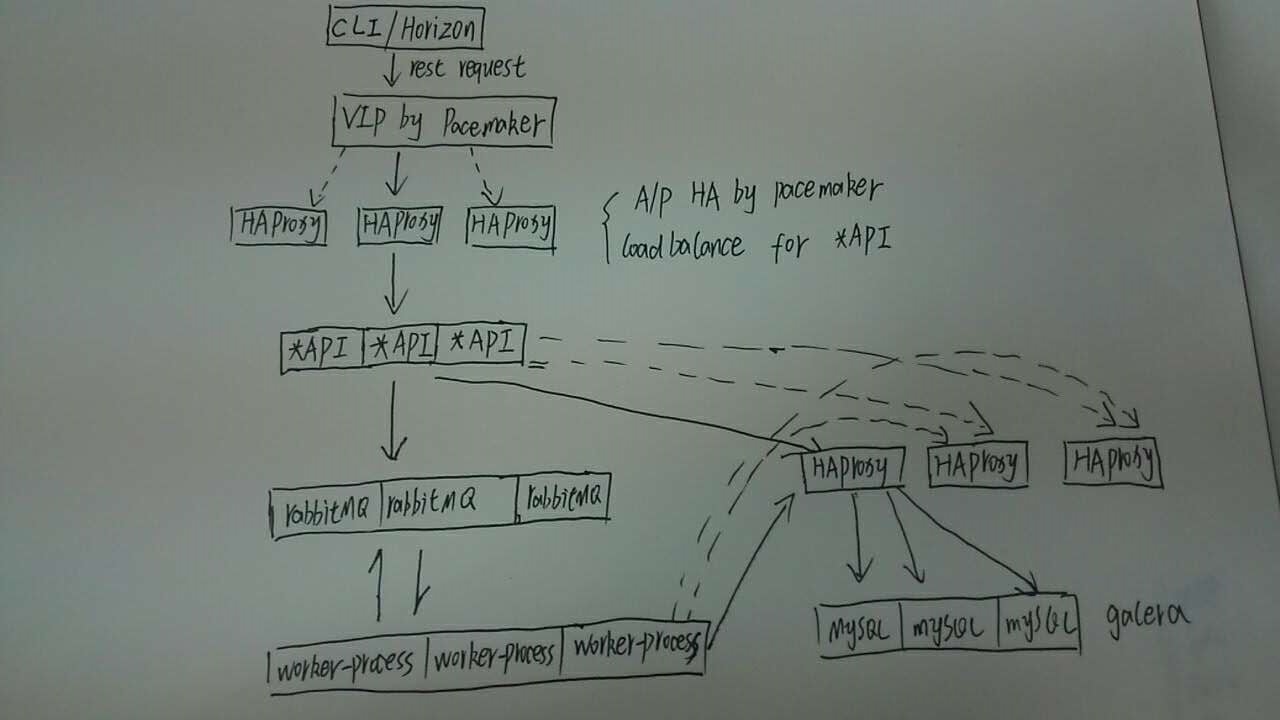 CLI/Horizon
rest request
VIP by Pacemaker
HAProxy HAProxy HAProxy
A/P HA by pacemaker
loadbalance for *API
*API *API *API
HAProxy HAProxy HAProxy
rabbitMQ rabbitMQ rabbitMQ
MySQL mySQL mySQL galera
worker-process worker-process worker-process